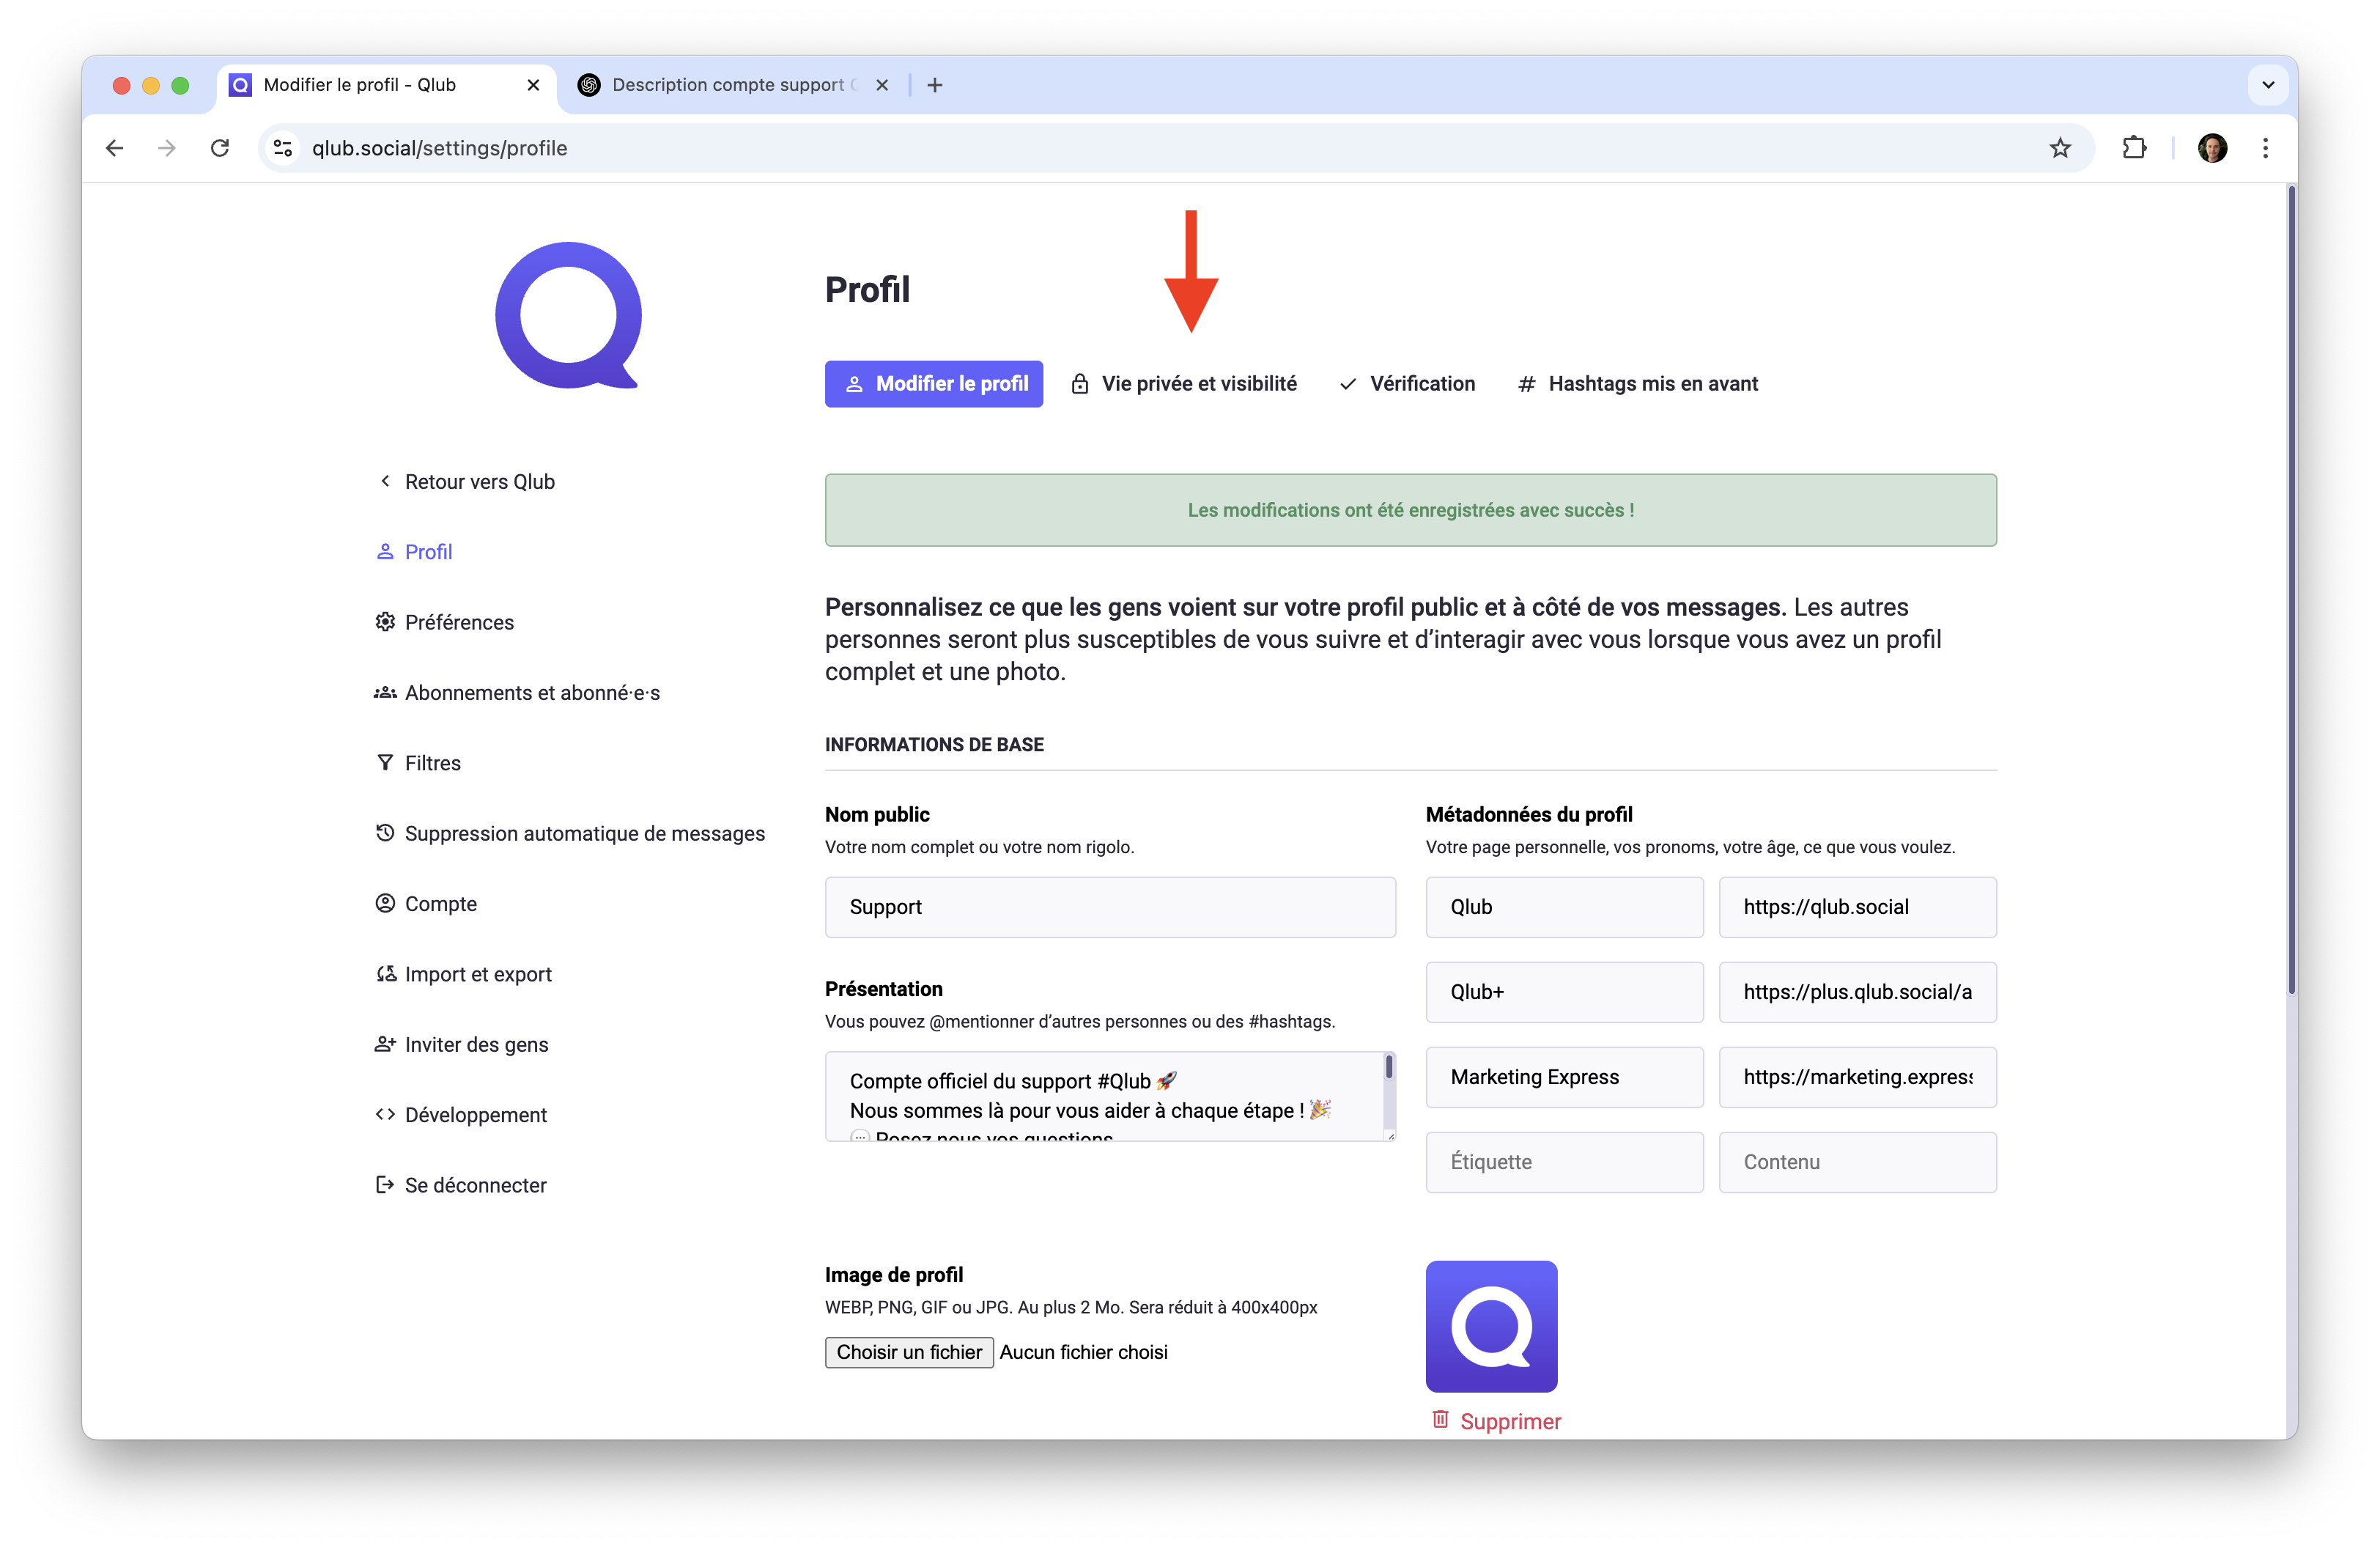 Modifier le profil - Qlub
Description compte support
qlub.social/settings/profile
Profil
Modifier le profil
Vie privée et visibilité
Vérification
# Hashtags mis en avant
Retour vers Qlub
Profil
Préférences
Abonnements et abonné·e·s
Filtres
Suppression automatique de messages
Compte
Import et export
Inviter des gens
Développement
Se déconnecter
Les modifications ont été enregistrées avec succès !
Personnalisez ce que les gens voient sur votre profil public et à côté de vos messages. Les autres
personnes seront plus susceptibles de vous suivre et d’interagir avec vous lorsque vous avez un profil
complet et une photo.
INFORMATIONS DE BASE
Nom public
Votre nom complet ou votre nom rigolo.
Support
Présentation
Vous pouvez @mentionner d’autres personnes ou des #hashtags.
Compte officiel du support #Qlub 🚀
Nous sommes là pour vous aider à chaque étape ! 🎉
💬 Posez nous vos questions
Métadonnées du profil
Votre page personnelle, vos pronoms, votre âge, ce que vous voulez.
Qlub
https://qlub.social
Qlub+
https://plus.qlub.social/a
Marketing Express
https://marketing.express
Étiquette
Contenu
Image de profil
WEBP, PNG, GIF ou JPG. Au plus 2 Mo. Sera réduit à 400x400px
Choisir un fichier
Aucun fichier choisi
Supprimer